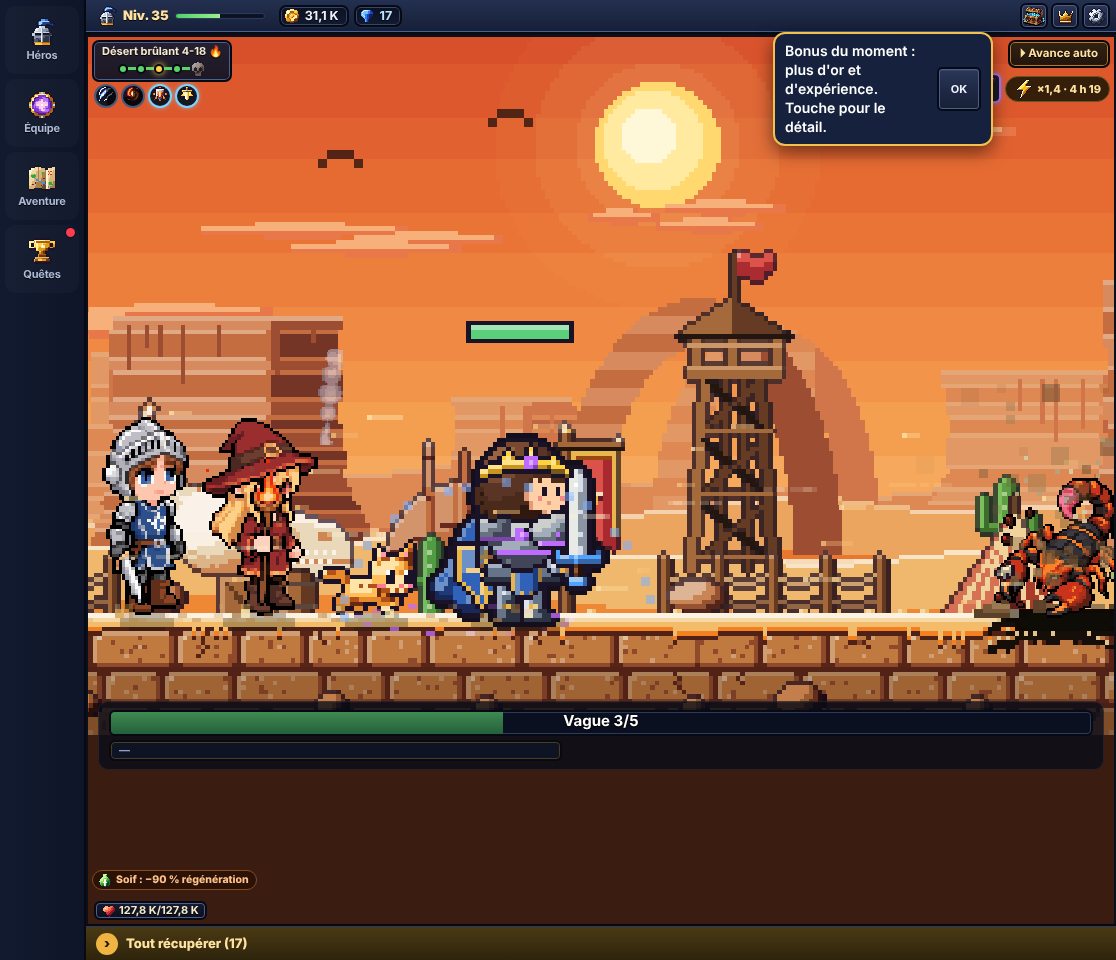 Niv. 35
31,1 K
17
Héros
Équipe
Aventure
Quêtes
Désert brûlant 4-18
Bonus du moment :
plus d'or et
d'expérience.
Touche pour le
détail.
OK
Avance auto
×1,4 · 4 h 19
Vague 3/5
—
Soif : −90 % régénération
127,8 K/127,8 K
Tout récupérer (17)